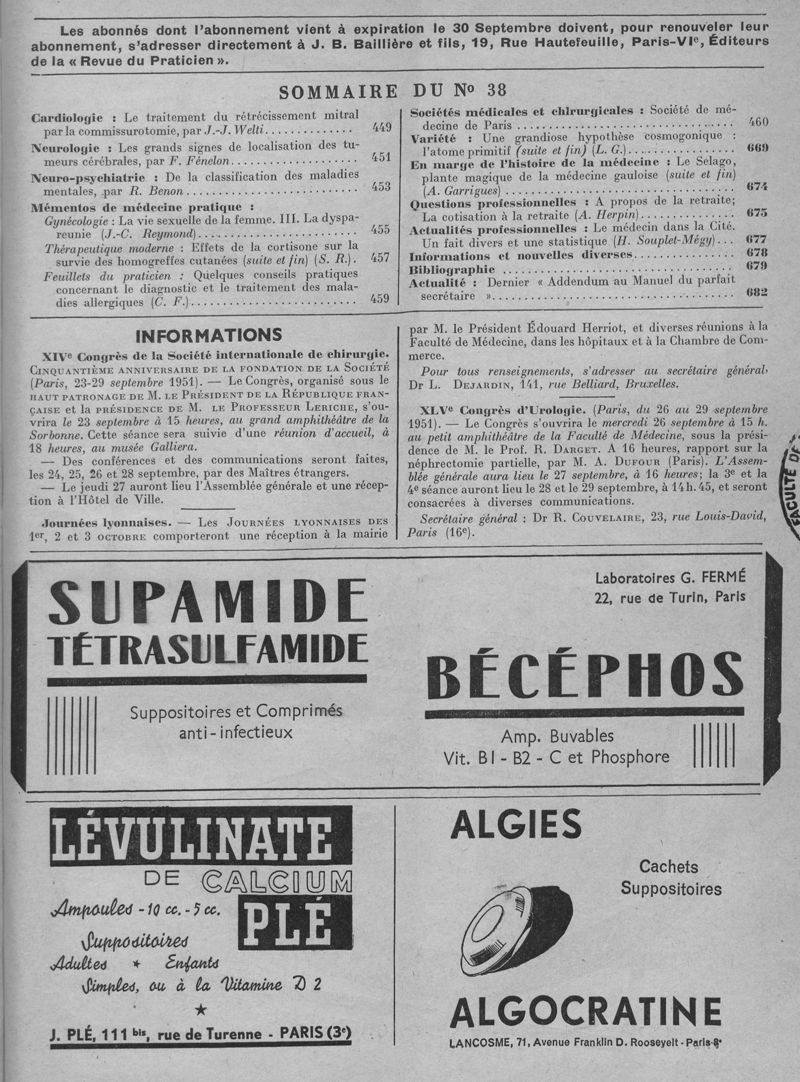 Les abonnés dont l'abonnement vient à expiration le 30 Septembre doivent, pour renouveler leur
abonnement, s'adresser directement à J. B. Baillière et fils, 19, Rue Hautefeuille, Paris-VIe, Éditeurs
de la « Revue du Praticien ».
SOMMAIRE DU No 38
Cardiologie : Le traitement du rétrécissement mitral
par la commissurotomie, par J.-J. Welti.............. 449
Neurologie : Les grands signes de localisation des tu-
meurs cérébrales, par F. Fénelon................... 451
Neuro-psychiatrie : De la classification des maladies
mentales, par R. Benon......................... 453
Mémentos de médecine pratique :
Gynécologie : La vie sexuelle de la femme. III. La dyspa-
reunie (J.-C. Reymond)......................... 455
Thérapeutique moderne : Effets de la cortisone sur la
survie des homogreffes cutanées (suite et fin) (S. R.). 457
Feuillets du praticien : Quelques conseils pratiques
concernant le diagnostic et le traitement des mala-
dies allergiques (C. F.)......................... 459
Sociétés médicales et chirurgicales : Société de mé-
decine de Paris ............................... 460
Variété : Une grandiose hypothèse cosmogonique :
l'atome primitif (suite et fin) (L. G.)................ 669
En marge de l'histoire de la médecine : Le Selago,
plante magique de la médecine gauloise (suite et fin)
(A. Garrigues) ................................ 674
Questions professionnelles : A propos de la retraite;
La cotisation à la retraite (A. Herpin).............. 675
Actualités professionnelles : Le médecin dans la Cité.
Un fait divers et une statistique (H. Souplet-Mégy)... 677
Informations et nouvelles diverses............... 678
Bibliographie ................................. 679
Actualité : Dernier « Addendum au Manuel du parfait
secrétaire »................................... 682
INFORMATIONS
XIVe Congrès de la Société internationale de chirurgie.
CINQUANTIÈME ANNIVERSAIRE DE LA FONDATION DE LA SOCIÉTÉ
(Paris, 23-29 septembre 1951). — Le Congrès, organisé sous le
HAUT PATRONAGE DE M. LE PRÉSIDENT DE LA RÉPUBLIQUE FRAN-
ÇAISE et la PRÉSIDENCE DE M. LE PROFESSEUR LERICHE, s'ou-
vrira le 23 septembre à 15 heures, au grand amphithéâtre de la
Sorbonne. Cette séance sera suivie d'une réunion d'accueil, à
18 heures, au musée Galliera.
— Des conférences et des communications seront faites,
les 24, 25, 26 et 28 septembre, par des Maîtres étrangers.
— Le jeudi 27 auront lieu l'Assemblée générale et une récep-
tion à l'Hôtel de Ville.
Journées lyonnaises. — Les JOURNÉES LYONNAISES DES
1er, 2 et 3 OCTOBRE comporteront une réception à la mairie
par M. le Président Édouard Herriot, et diverses réunions à la
Faculté de Médecine, dans les hôpitaux et à la Chambre de Com-
merce.
Pour tous renseignements, s'adresser au secrétaire général,
Dr L. DEJARDIN, 141, rue Belliard, Bruxelles.
XLVe Congrès d'Urologie. (Paris, du 26 au 29 septembre
1951). — Le Congrès s'ouvrira le mercredi 26 septembre à 15 h.
au petit amphithéâtre de la Faculté de Médecine, sous la prési-
dence de M. le Prof. R. DARGET. A 16 heures, rapport sur la
néphrectomie partielle, par M. A. DUFOUR (Paris). L'Assem-
blée générale aura lieu le 27 septembre, à 16 heures; la 3e et la
4e séance auront lieu le 28 et le 29 septembre, à 14 h. 45, et seront
consacrées à diverses communications.
Secrétaire général : Dr R. COUVELAIRE, 23, rue Louis-David,
Paris (16e).
FACULTÉ DE
SUPAMIDE
TÉTRASULFAMIDE
Suppositoires et Comprimés
anti-infectieux
Laboratoires G. FERMÉ
22, rue de Turin, Paris
BÉCÉPHOS
Amp. Buvables
Vit. B1 - B2 - C et Phosphore
LÉVULINATE
DE CALCIUM
Ampoules - 10 cc. - 5 cc.
PLÉ
Suppositoires
Adultes * Enfants
Simples, ou à la Vitamine D 2
★
J. PLÉ, 111 bis, rue de Turenne - PARIS (3e)
ALGIES
Cachets
Suppositoires
ALGOCRATINE
LANCOSME, 71, Avenue Franklin D. Roosevelt - Paris-8e